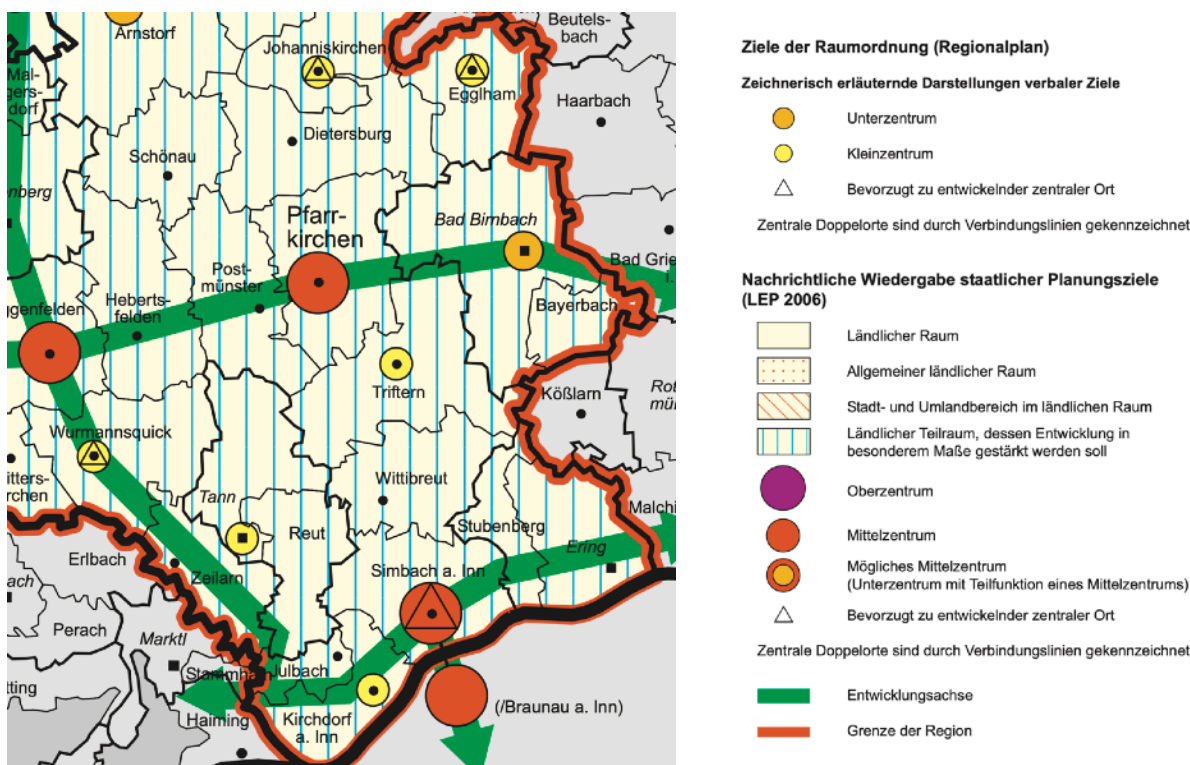 Arnstorf
Johanniskirchen
Beutels-
bach
Mal-
gers-
dorf
Egglham
Haarbach
Dietersburg
Schönau
enberg
Pfarr-
kirchen
Bad Birnbach
Post-
münster
Bad Grie
i.
ggenfelden
Heberts-
felden
Bayerbach
Triftern
Kößlarn
Rot
mü
Wurmannsquick
itters-
rchen
Tann
Wittibreut
Reut
Stubenberg
Malchi
Ering
Erlbach
Zeilarn
Simbach a. Inn
ach
Perach
Marktl
Stammham
Julbach
tting
Haiming
Kirchdorf
a. Inn
(/Braunau a. Inn)
Ziele der Raumordnung (Regionalplan)
Zeichnerisch erläuternde Darstellungen verbaler Ziele
Unterzentrum
Kleinzentrum
Bevorzugt zu entwickelnder zentraler Ort
Zentrale Doppelorte sind durch Verbindungslinien gekennzeichnet
Nachrichtliche Wiedergabe staatlicher Planungsziele
(LEP 2006)
Ländlicher Raum
Allgemeiner ländlicher Raum
Stadt- und Umlandbereich im ländlichen Raum
Ländlicher Teilraum, dessen Entwicklung in
besonderem Maße gestärkt werden soll
Oberzentrum
Mittelzentrum
Mögliches Mittelzentrum
(Unterzentrum mit Teilfunktion eines Mittelzentrums)
Bevorzugt zu entwickelnder zentraler Ort
Zentrale Doppelorte sind durch Verbindungslinien gekennzeichnet
Entwicklungsachse
Grenze der Region